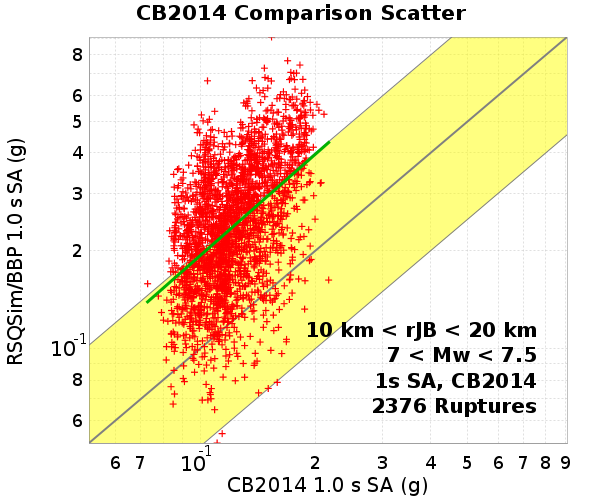 CB2014 Comparison Scatter
RSQSim/BBP 1.0 s SA (g)
8
6
5
4
3
2
10-1
8
6
10 km < rJB < 20 km
7 < Mw < 7.5
1s SA, CB2014
2376 Ruptures
6 7 10-1 2 3 4 5 6 7 8 9
CB2014 1.0 s SA (g)